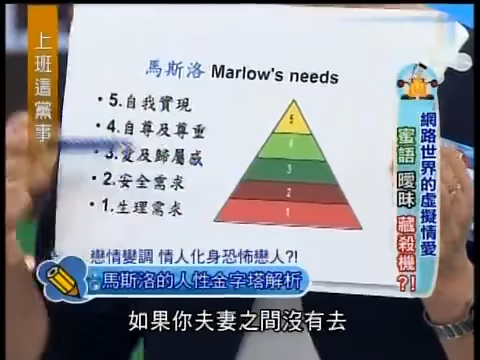 上班這黨事
馬斯洛 Marlow's needs
• 5.自我實現
• 4.自尊及尊重
• 3.愛及歸屬感
• 2.安全需求
• 1.生理需求
5
4
3
2
1
網路世界的虛擬情愛
蜜語 曖昧 藏殺機?!
戀情變調 情人化身恐怖戀人?!
馬斯洛的人性金字塔解析
如果你夫妻之間沒有去